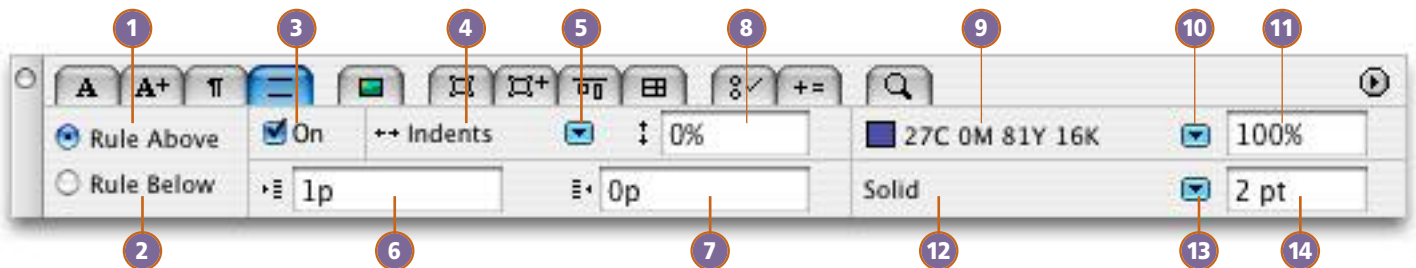 1 3 4 5 8 9 10 11
A A+ ¶ + +=
Rule Above On Indents 0% 27C 0M 81Y 16K 100%
Rule Below 1p 0p Solid 2 pt
2 6 7 12 13 14